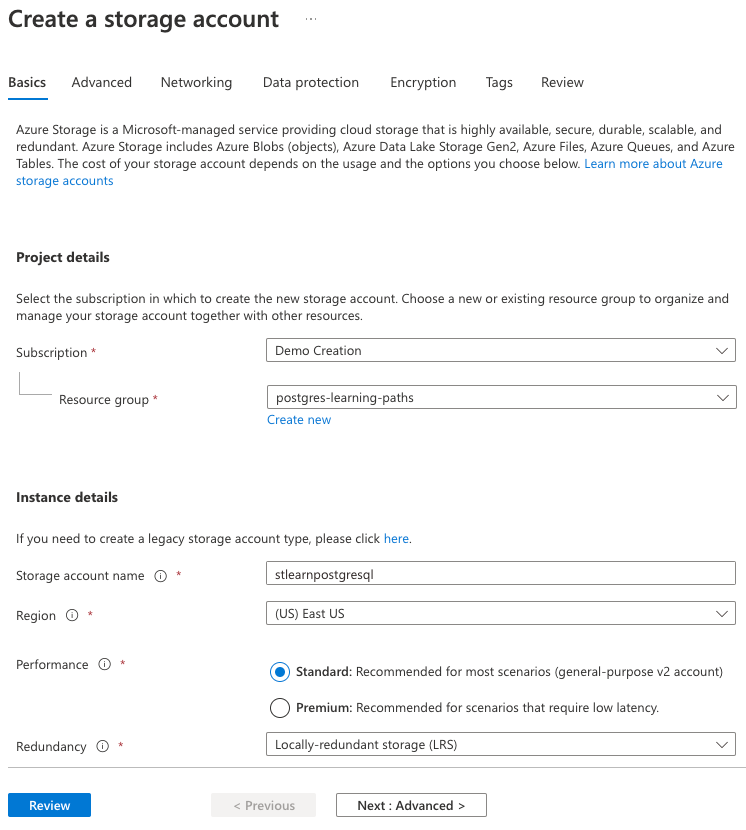 Create a storage account ...
Basics Advanced Networking Data protection Encryption Tags Review
Azure Storage is a Microsoft-managed service providing cloud storage that is highly available, secure, durable, scalable, and
redundant. Azure Storage includes Azure Blobs (objects), Azure Data Lake Storage Gen2, Azure Files, Azure Queues, and Azure
Tables. The cost of your storage account depends on the usage and the options you choose below. Learn more about Azure
storage accounts
Project details
Select the subscription in which to create the new storage account. Choose a new or existing resource group to organize and
manage your storage account together with other resources.
Subscription * Demo Creation
Resource group * postgres-learning-paths
Create new
Instance details
If you need to create a legacy storage account type, please click here.
Storage account name * stlearnpostgresql
Region * (US) East US
Performance * Standard: Recommended for most scenarios (general-purpose v2 account)
Premium: Recommended for scenarios that require low latency.
Redundancy * Locally-redundant storage (LRS)
Review < Previous Next : Advanced >